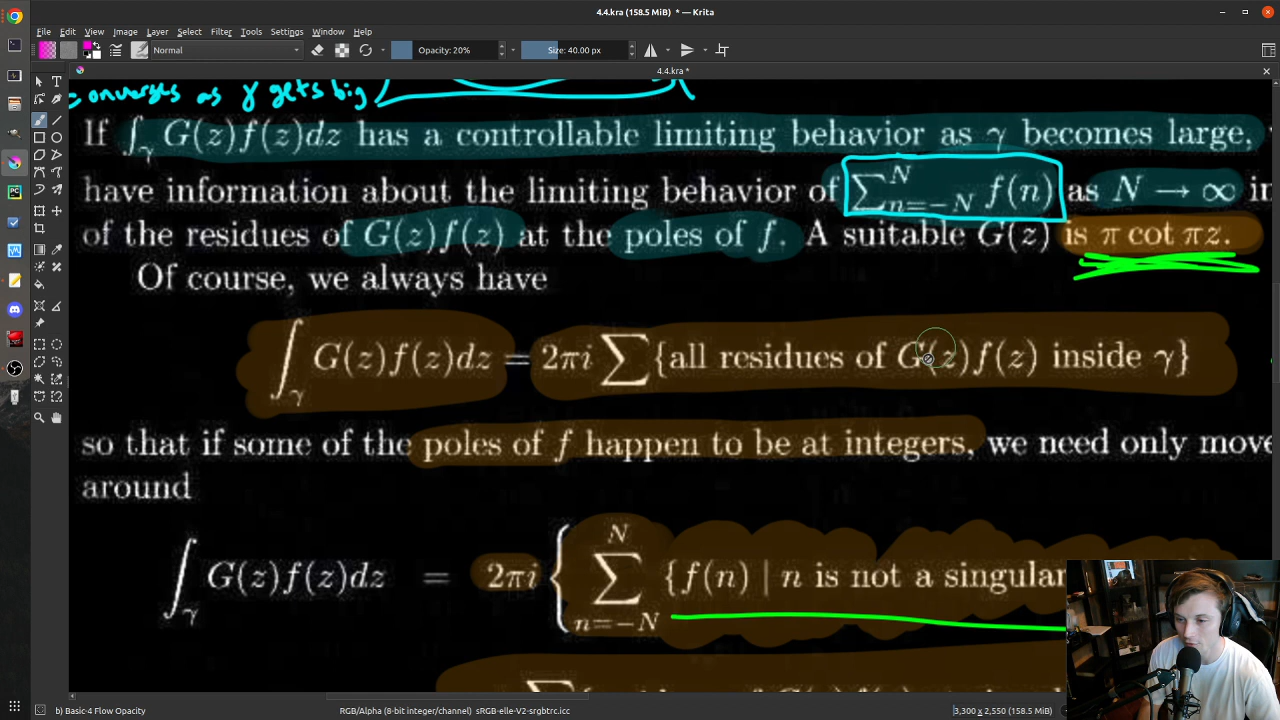 4.4.kra (158.5 MiB) * — Krita
File Edit View Image Layer Select Filter Tools Settings Window Help
Normal Opacity: 20% Size: 40.00 px
4.4.kra *
converges as γ gets big
If ∫_γ G(z)f(z)dz has a controllable limiting behavior as γ becomes large,
have information about the limiting behavior of ∑_{n=−N}^{N} f(n) as N → ∞ in
of the residues of G(z)f(z) at the poles of f. A suitable G(z) is π cot πz.
Of course, we always have
∫_γ G(z)f(z)dz = 2πi ∑{all residues of G(z)f(z) inside γ}
so that if some of the poles of f happen to be at integers, we need only move
around
∫_γ G(z)f(z)dz = 2πi { ∑_{n=−N}^{N} {f(n) | n is not a singular
b) Basic-4 Flow Opacity RGB/Alpha (8-bit integer/channel) sRGB-elle-V2-srgbtrc.icc 3,300 x 2,550 (158.5 MiB)